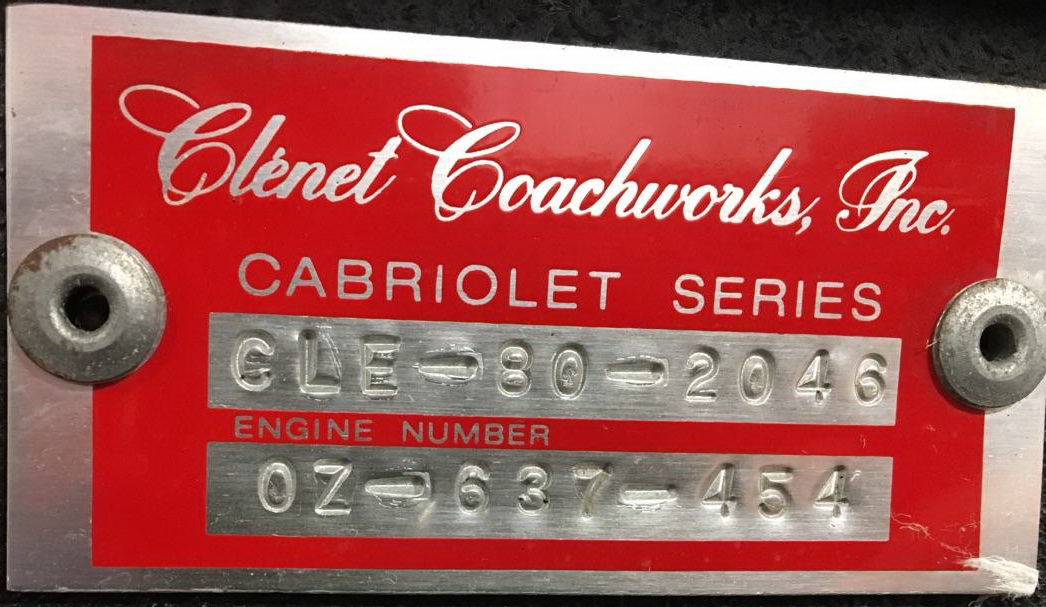 Clénet Coachworks, Inc.
CABRIOLET SERIES
CLE-80-2046
ENGINE NUMBER
0Z-637-454